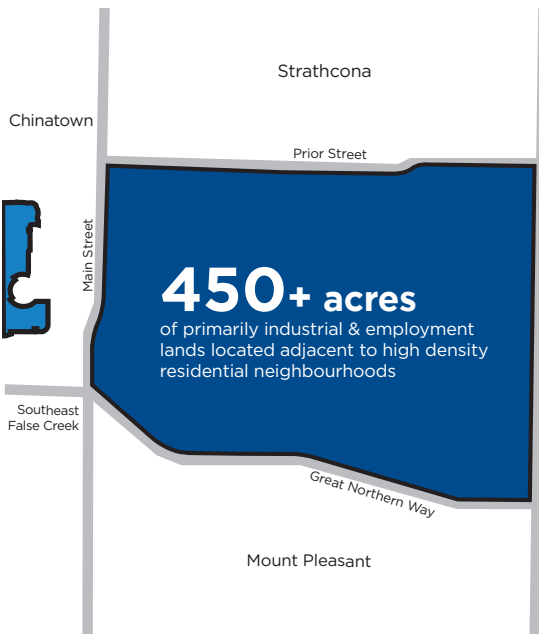 Strathcona
Chinatown
Prior Street
Main Street
450+ acres
of primarily industrial & employment
lands located adjacent to high density
residential neighbourhoods
Southeast
False Creek
Great Northern Way
Mount Pleasant